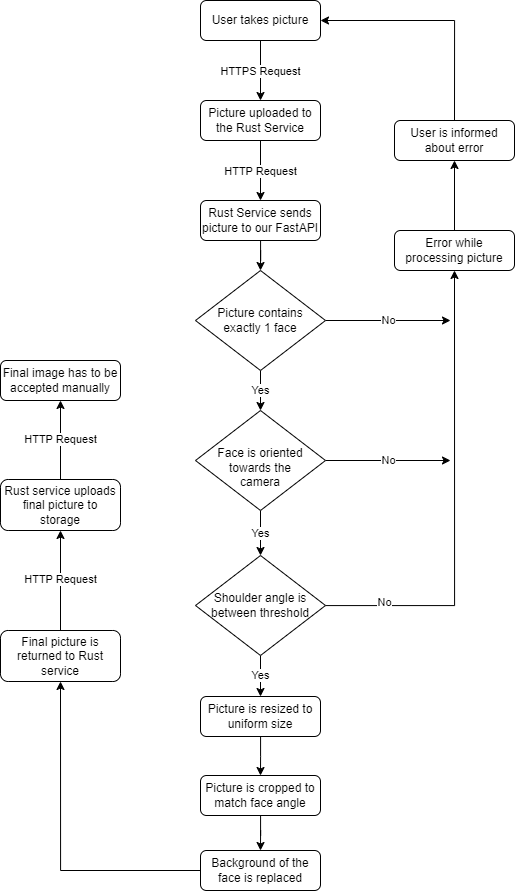 User takes picture
HTTPS Request
Picture uploaded to
the Rust Service
User is informed
about error
HTTP Request
Rust Service sends
picture to our FastAPI
Error while
processing picture
Picture contains
exactly 1 face
No
Yes
Final image has to be
accepted manually
HTTP Request
Face is oriented
towards the
camera
No
Rust service uploads
final picture to
storage
Yes
HTTP Request
Shoulder angle is
between threshold
No
Final picture is
returned to Rust
service
Yes
Picture is resized to
uniform size
Picture is cropped to
match face angle
Background of the
face is replaced